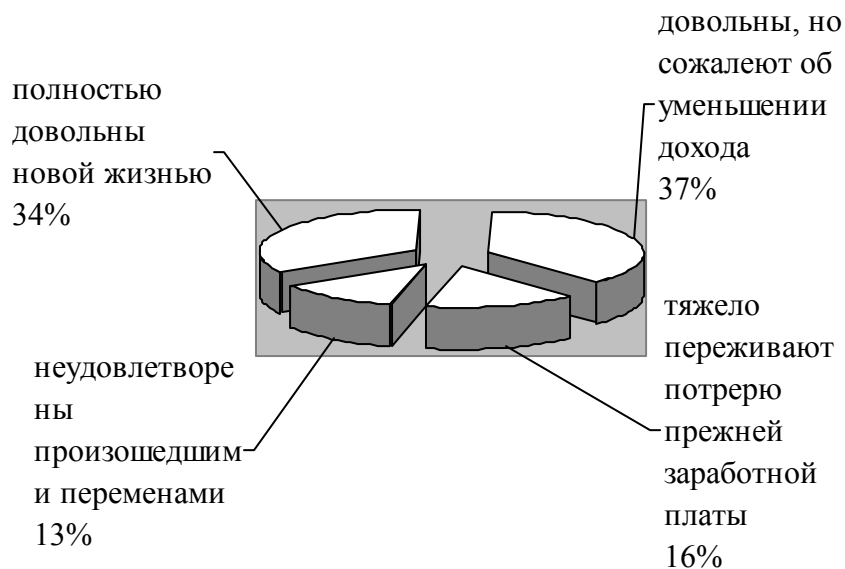 полностью
довольны
новой жизнью
34%
довольны, но
сожалеют об
уменьшении
дохода
37%
неудовлетворе
ны
произошедшим
и переменами
13%
тяжело
переживают
потрерю
прежней
заработной
платы
16%